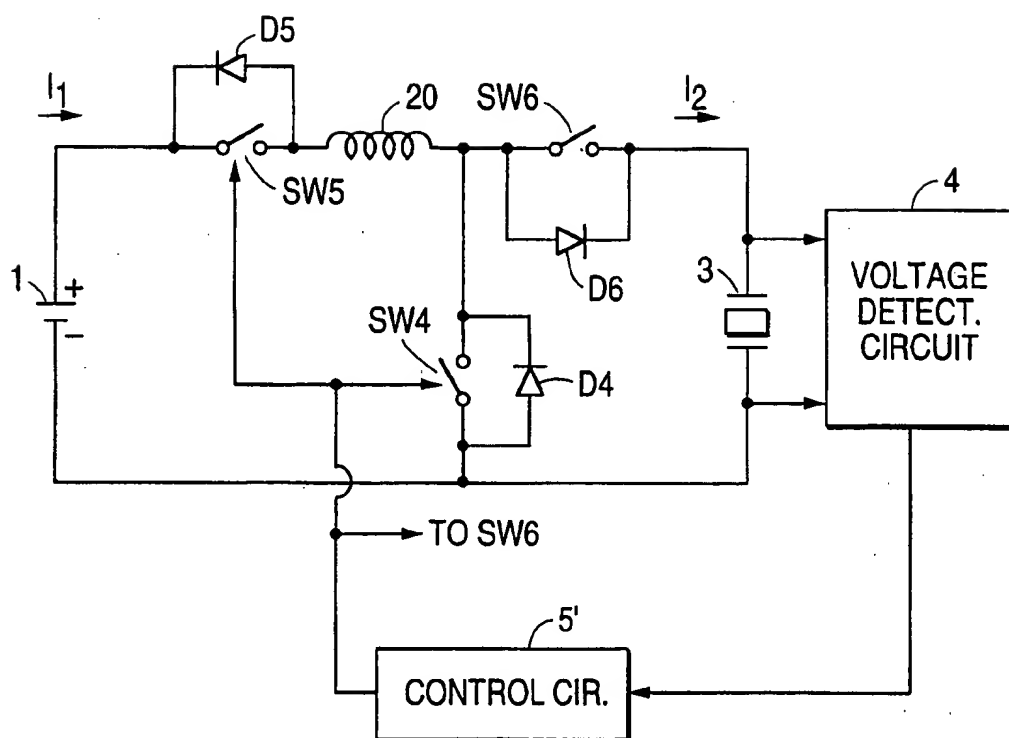 D5
I1
20
SW6
I2
SW5
4
1
+
−
D6
3
VOLTAGE
DETECT.
CIRCUIT
SW4
D4
TO SW6
5'
CONTROL CIR.